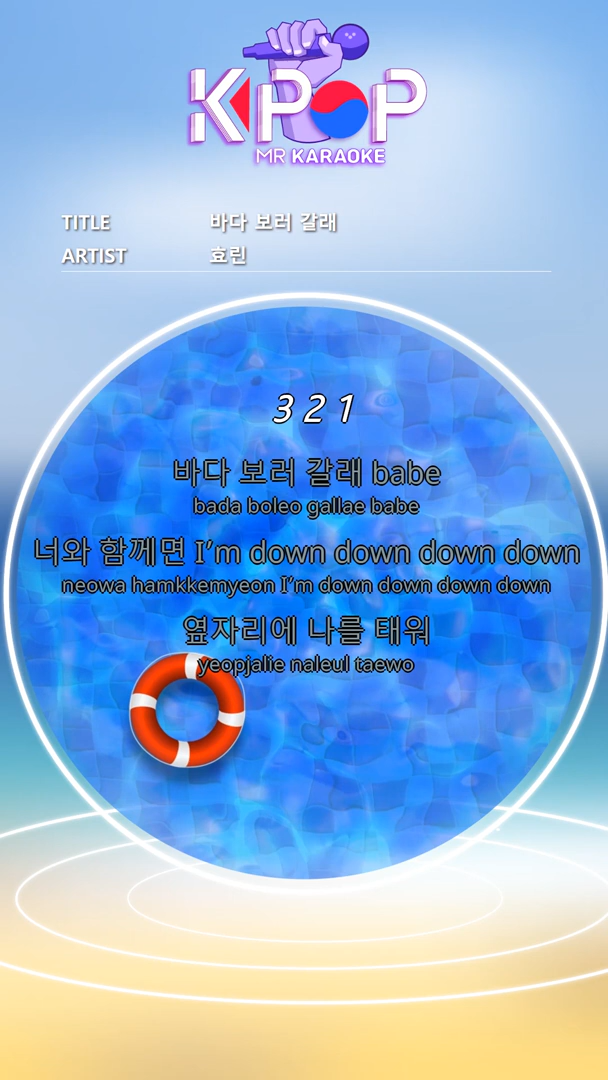 KPOP
MR KARAOKE
TITLE 바다 보러 갈래
ARTIST 효린
3 2 1
바다 보러 갈래 babe
bada boleo gallae babe
너와 함께면 I'm down down down down
neowa hamkkemyeon I'm down down down down
옆자리에 나를 태워
yeopjalie naleul taewo